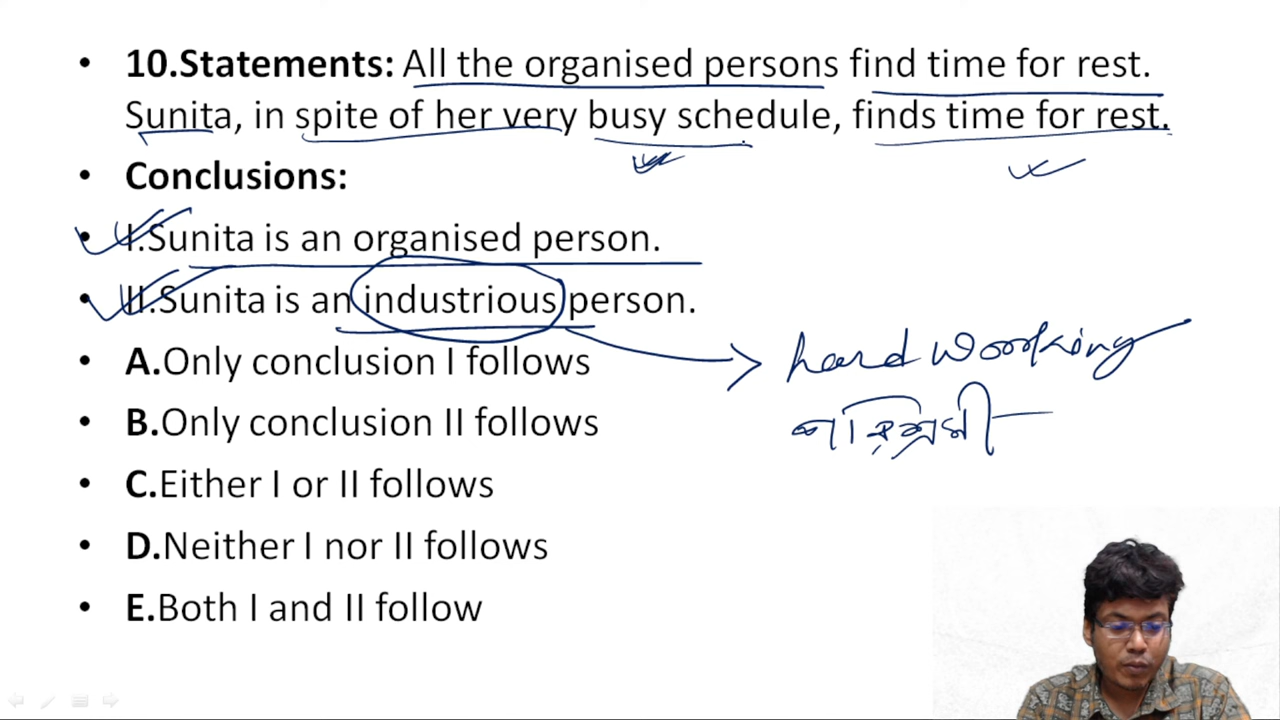 • 10.Statements: All the organised persons find time for rest.
Sunita, in spite of her very busy schedule, finds time for rest.
• Conclusions:
• I.Sunita is an organised person.
• II.Sunita is an industrious person.
• A.Only conclusion I follows
hard working
• B.Only conclusion II follows
পরিশ্রমী
• C.Either I or II follows
• D.Neither I nor II follows
• E.Both I and II follow